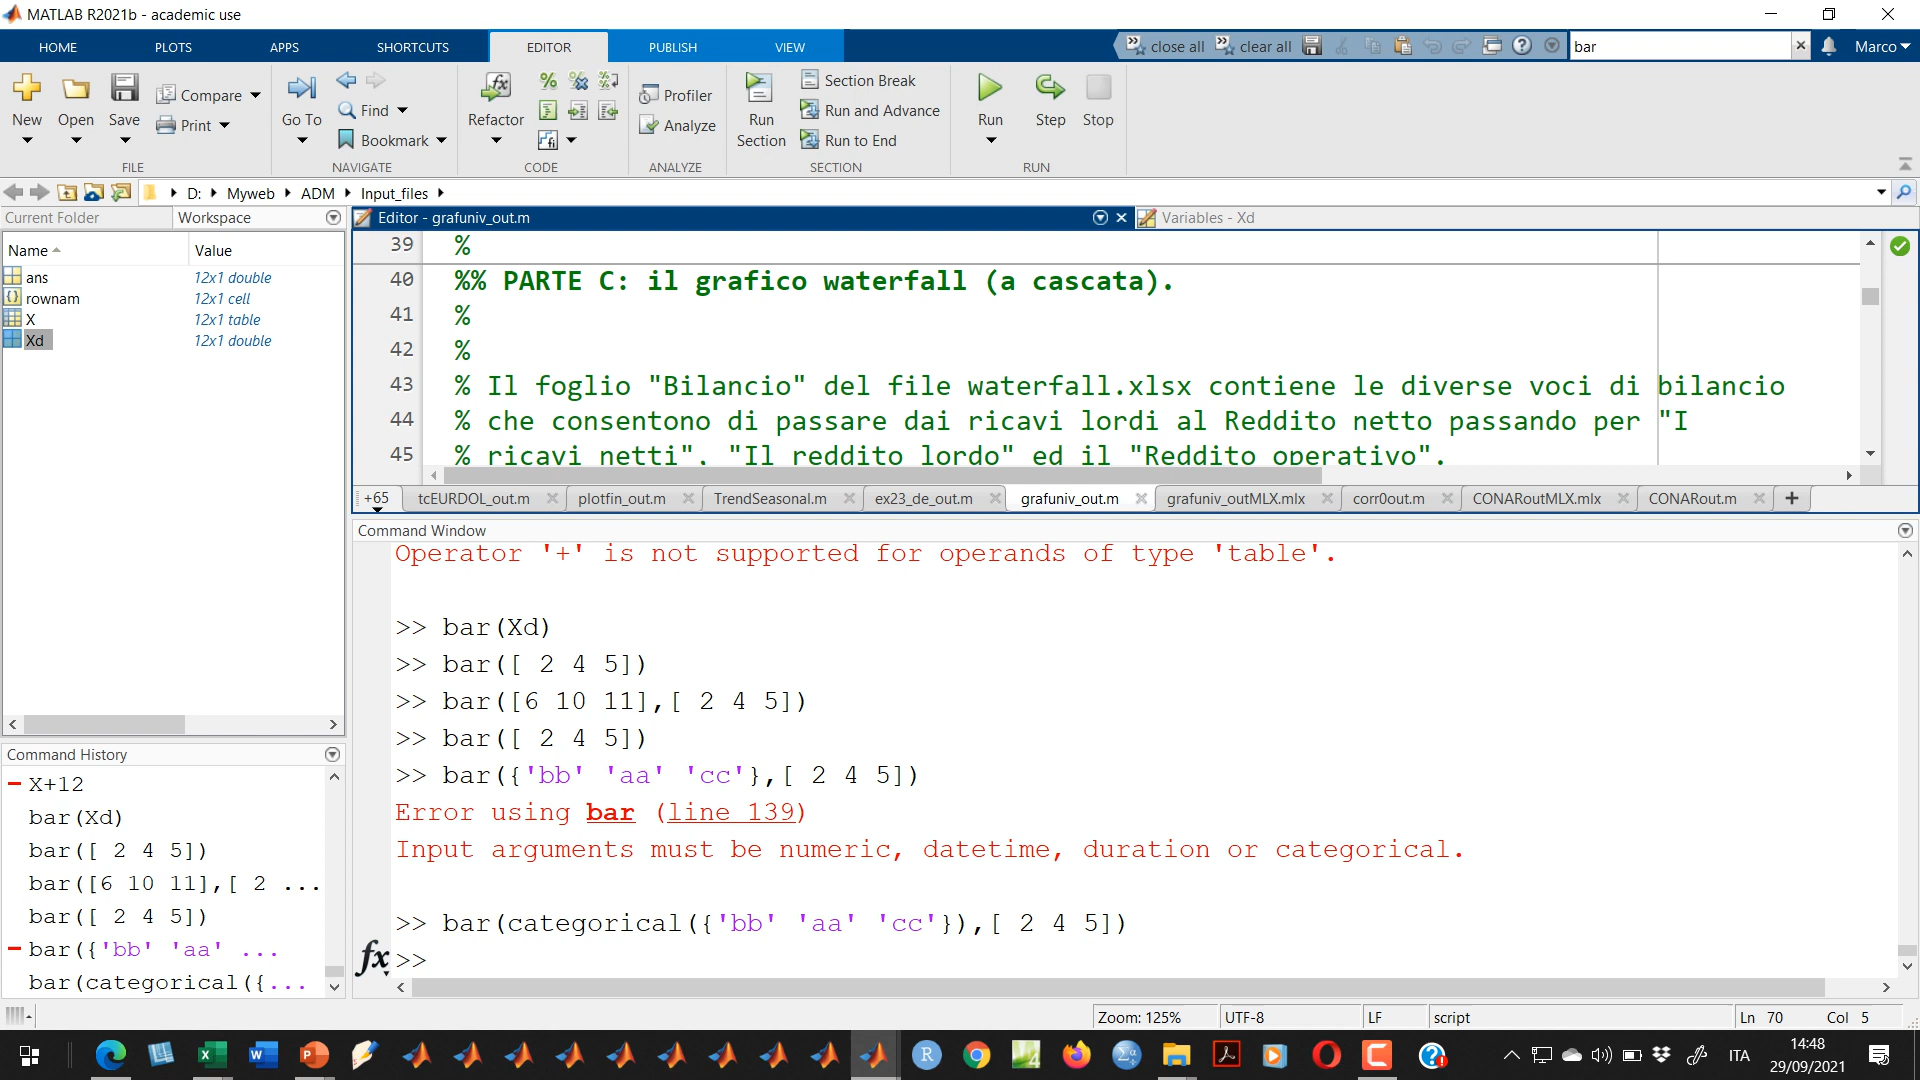 MATLAB R2021b - academic use
HOME PLOTS APPS SHORTCUTS EDITOR PUBLISH VIEW close all clear all bar Marco
New Open Save Compare Print Go To Find Bookmark Refactor Profiler Analyze Run Section Section Break Run and Advance Run to End Run Step Stop
FILE NAVIGATE CODE ANALYZE SECTION RUN
D: Myweb ADM Input_files
Current Folder Workspace
Name Value
ans 12x1 double
rownam 12x1 cell
X 12x1 table
Xd 12x1 double
Editor - grafuniv_out.m Variables - Xd
39 %
40 %% PARTE C: il grafico waterfall (a cascata).
41 %
42 %
43 % Il foglio "Bilancio" del file waterfall.xlsx contiene le diverse voci di bilancio
44 % che consentono di passare dai ricavi lordi al Reddito netto passando per "I
45 % ricavi netti", "Il reddito lordo" ed il "Reddito operativo".
+65 tcEURDOL_out.m plotfin_out.m TrendSeasonal.m ex23_de_out.m grafuniv_out.m grafuniv_outMLX.mlx corr0out.m CONARoutMLX.mlx CONARout.m +
Command Window
Operator '+' is not supported for operands of type 'table'.
>> bar(Xd)
>> bar([ 2 4 5])
>> bar([6 10 11],[ 2 4 5])
>> bar([ 2 4 5])
>> bar({'bb' 'aa' 'cc'},[ 2 4 5])
Error using bar (line 139)
Input arguments must be numeric, datetime, duration or categorical.
>> bar(categorical({'bb' 'aa' 'cc'}),[ 2 4 5])
fx >>
Command History
X+12
bar(Xd)
bar([ 2 4 5])
bar([6 10 11],[ 2 ...
bar([ 2 4 5])
bar({'bb' 'aa' ...
bar(categorical({...
Zoom: 125% UTF-8 LF script Ln 70 Col 5
ITA 14:48
29/09/2021